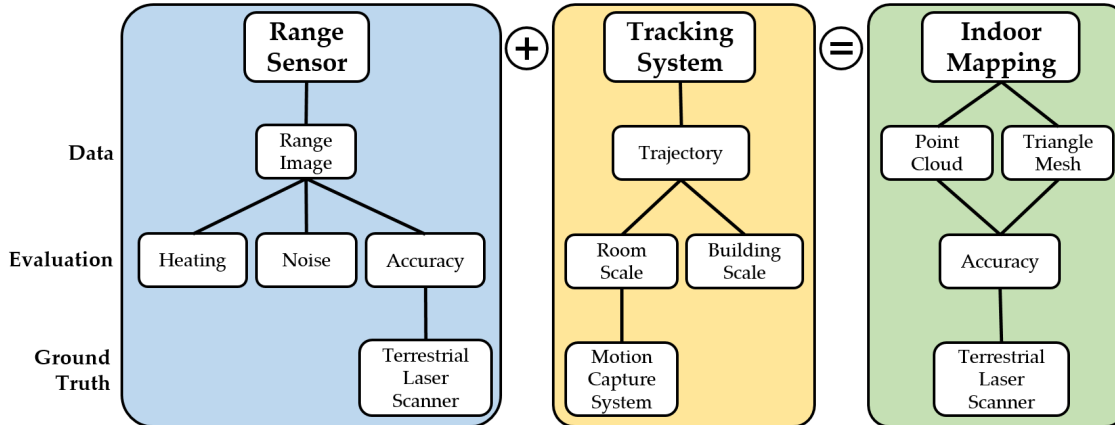 Range
Sensor
+
Tracking
System
=
Indoor
Mapping
Data
Range
Image
Trajectory
Point
Cloud
Triangle
Mesh
Evaluation
Heating
Noise
Accuracy
Room
Scale
Building
Scale
Accuracy
Ground
Truth
Terrestrial
Laser
Scanner
Motion
Capture
System
Terrestrial
Laser
Scanner